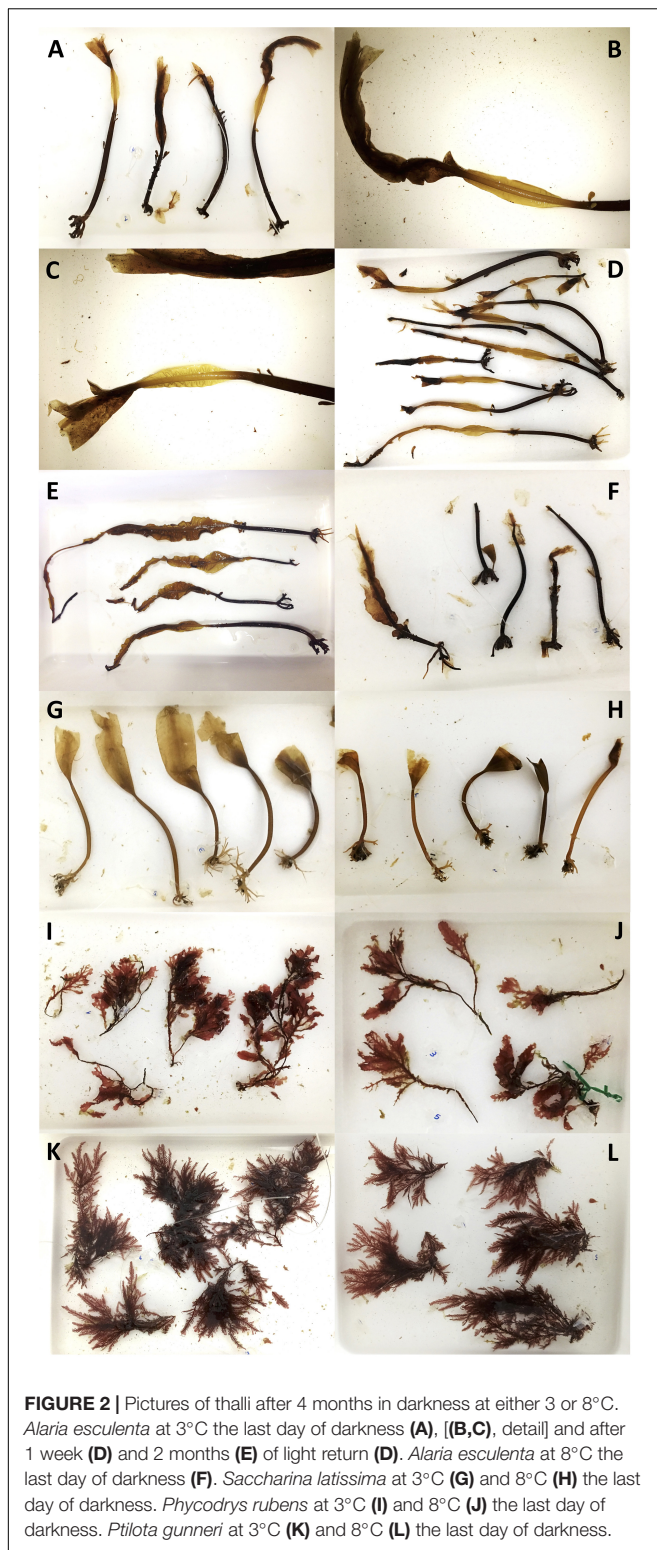 A
B
C
D
E
F
G
H
I
J
3
5
K
L
FIGURE 2 | Pictures of thalli after 4 months in darkness at either 3 or 8°C.
Alaria esculenta at 3°C the last day of darkness (A), [(B,C), detail] and after
1 week (D) and 2 months (E) of light return (D). Alaria esculenta at 8°C the
last day of darkness (F). Saccharina latissima at 3°C (G) and 8°C (H) the last
day of darkness. Phycodrys rubens at 3°C (I) and 8°C (J) the last day of
darkness. Ptilota gunneri at 3°C (K) and 8°C (L) the last day of darkness.